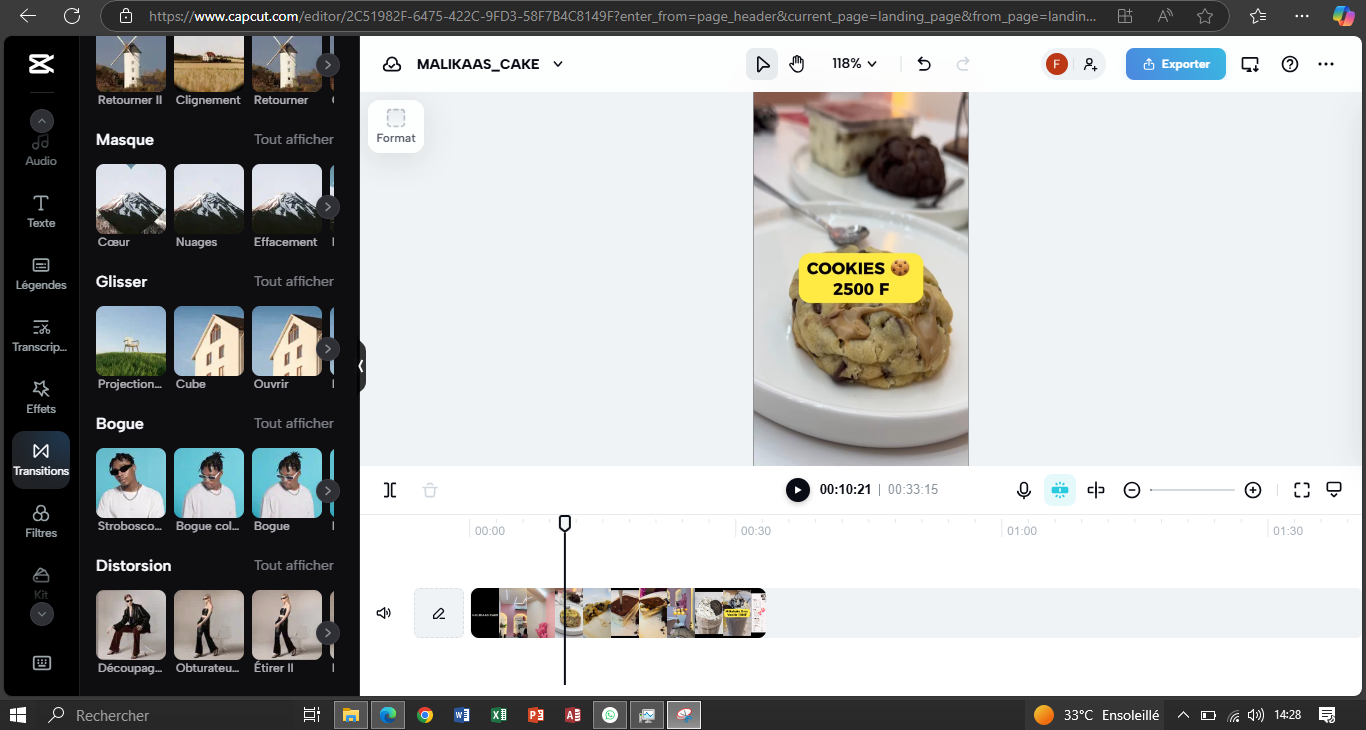 https://www.capcut.com/editor/2C51982F-6475-422C-9FD3-58F7B4C8149F?enter_from=page_header&current_page=landing_page&from_page=landin...
MALIKAAS_CAKE
118%
F
Exporter
Retourner II
Clignement
Retourner
Format
Audio
Masque
Tout afficher
Texte
Cœur
Nuages
Effacement
Légendes
Glisser
Tout afficher
COOKIES 🍪
2500 F
Transcrip...
Projection...
Cube
Ouvrir
Effets
Bogue
Tout afficher
Transitions
00:10:21 | 00:33:15
Strobosco...
Bogue col...
Bogue
Filtres
00:00
00:30
01:00
01:30
Distorsion
Tout afficher
Kit
Découpag...
Obturateu...
Étirer II
Rechercher
33°C Ensoleillé
14:28